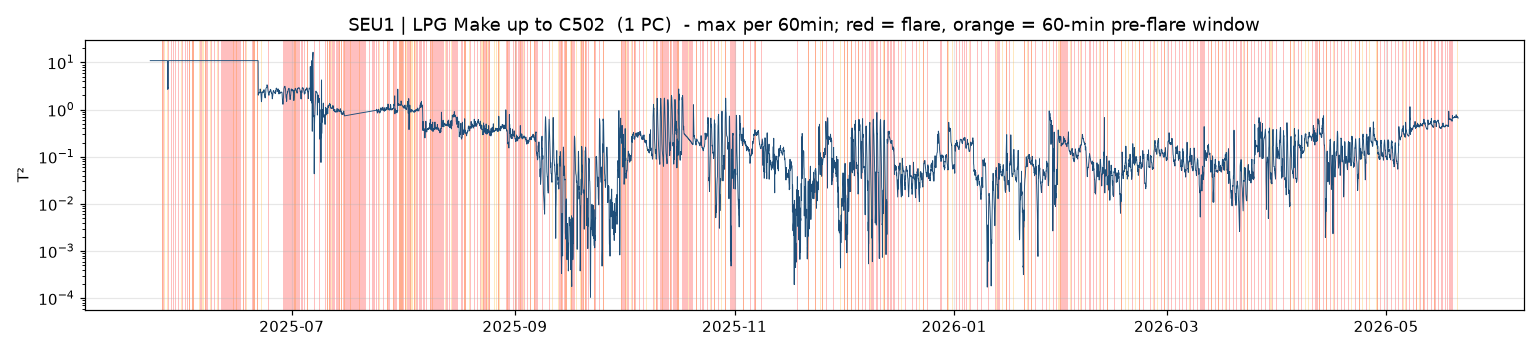 SEU1 | LPG Make up to C502  (1 PC)  - max per 60min; red = flare, orange = 60-min pre-flare window
T²
10¹
10⁰
10⁻¹
10⁻²
10⁻³
10⁻⁴
2025-07 2025-09 2025-11 2026-01 2026-03 2026-05